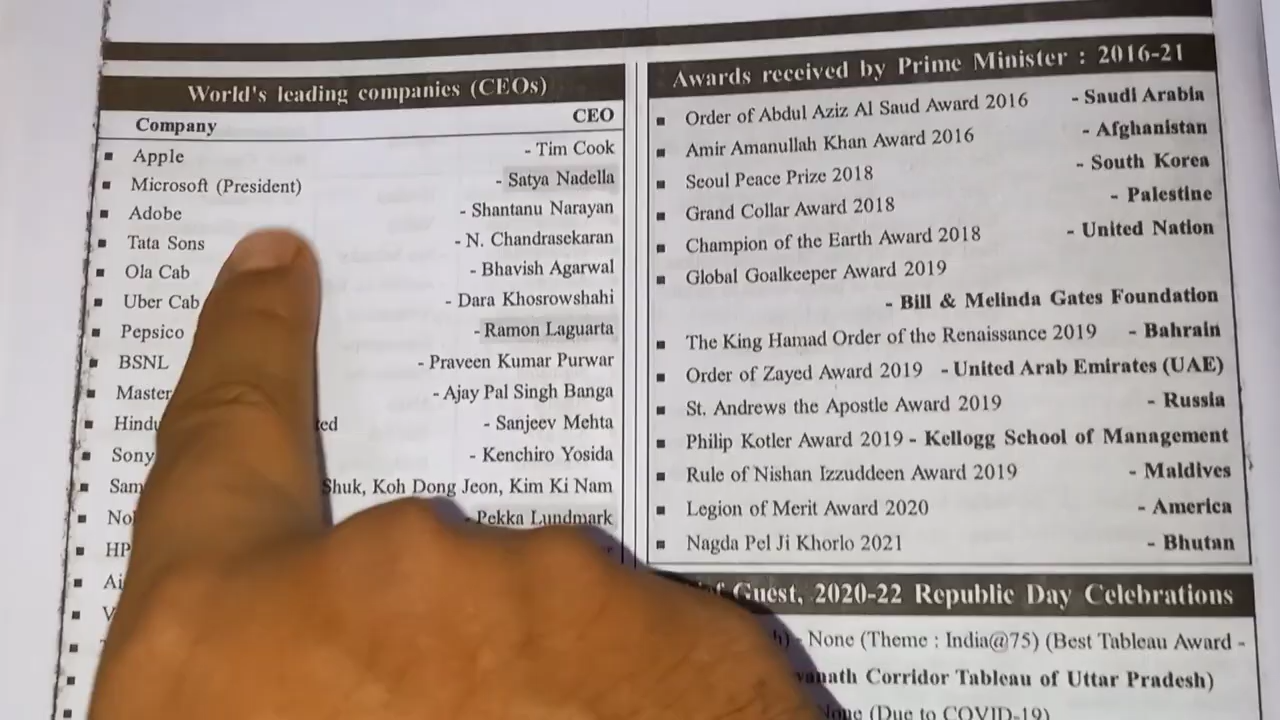 World's leading companies (CEOs)
Company CEO
Apple - Tim Cook
Microsoft (President) - Satya Nadella
Adobe - Shantanu Narayan
Tata Sons - N. Chandrasekaran
Ola Cab - Bhavish Agarwal
Uber Cab - Dara Khosrowshahi
Pepsico - Ramon Laguarta
BSNL - Praveen Kumar Purwar
Master - Ajay Pal Singh Banga
Hindu ted - Sanjeev Mehta
Sony - Kenchiro Yosida
Sam Shuk, Koh Dong Jeon, Kim Ki Nam
No - Pekka Lundmark
HP
Ai
V
Awards received by Prime Minister : 2016-21
Order of Abdul Aziz Al Saud Award 2016 - Saudi Arabia
Amir Amanullah Khan Award 2016 - Afghanistan
Seoul Peace Prize 2018 - South Korea
Grand Collar Award 2018 - Palestine
Champion of the Earth Award 2018 - United Nation
Global Goalkeeper Award 2019
- Bill & Melinda Gates Foundation
The King Hamad Order of the Renaissance 2019 - Bahrain
Order of Zayed Award 2019 - United Arab Emirates (UAE)
St. Andrews the Apostle Award 2019 - Russia
Philip Kotler Award 2019 - Kellogg School of Management
Rule of Nishan Izzuddeen Award 2019 - Maldives
Legion of Merit Award 2020 - America
Nagda Pel Ji Khorlo 2021 - Bhutan
Guest, 2020-22 Republic Day Celebrations
- None (Theme : India@75) (Best Tableau Award -
Corridor Tableau of Uttar Pradesh)
None (Due to COVID-19)